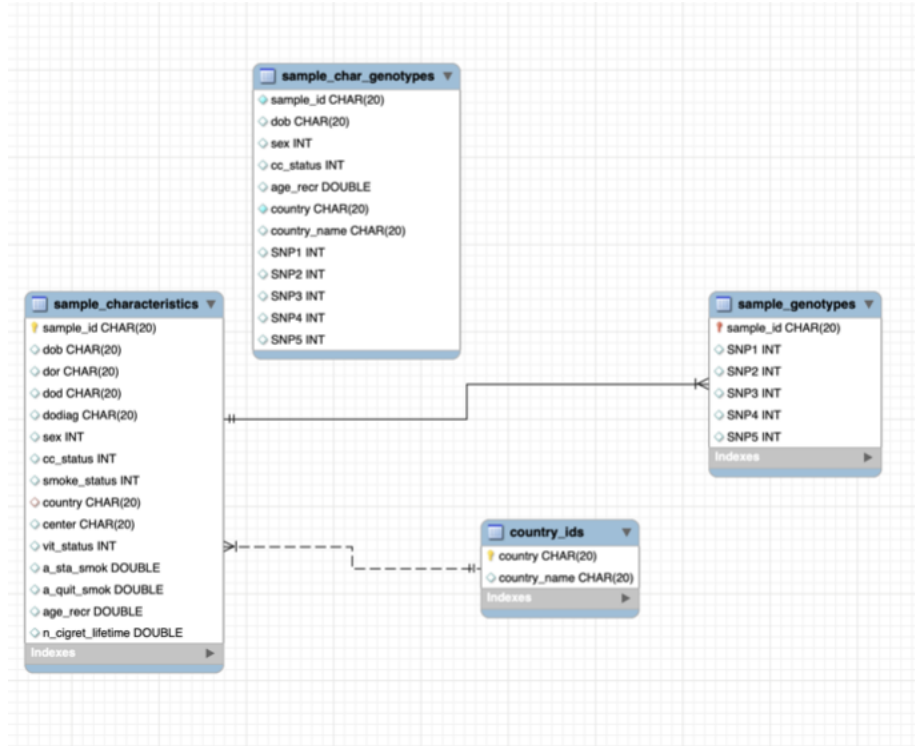 sample_char_genotypes
sample_id CHAR(20)
dob CHAR(20)
sex INT
cc_status INT
age_recr DOUBLE
country CHAR(20)
country_name CHAR(20)
SNP1 INT
SNP2 INT
SNP3 INT
SNP4 INT
SNP5 INT
sample_characteristics
sample_id CHAR(20)
dob CHAR(20)
dor CHAR(20)
dod CHAR(20)
dodiag CHAR(20)
sex INT
cc_status INT
smoke_status INT
country CHAR(20)
center CHAR(20)
vit_status INT
a_sta_smok DOUBLE
a_quit_smok DOUBLE
age_recr DOUBLE
n_cigret_lifetime DOUBLE
Indexes
sample_genotypes
sample_id CHAR(20)
SNP1 INT
SNP2 INT
SNP3 INT
SNP4 INT
SNP5 INT
Indexes
country_ids
country CHAR(20)
country_name CHAR(20)
Indexes